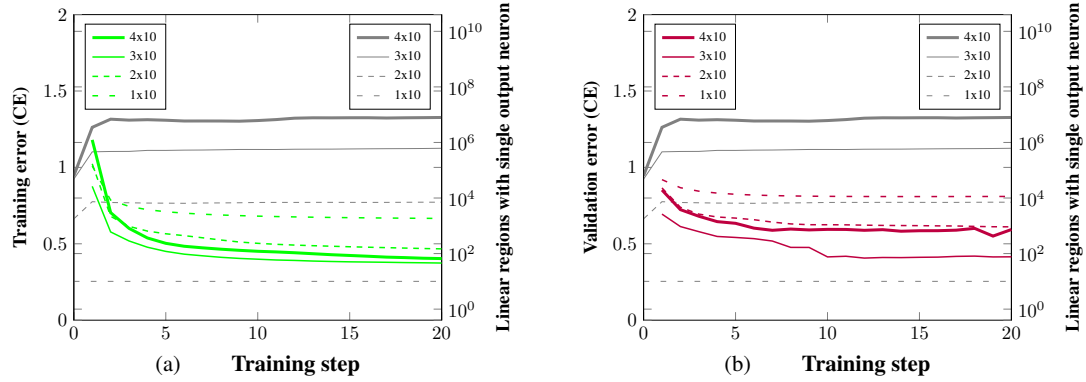 Training error (CE)
2
1.5
1
0.5
0
4x10
3x10
2x10
1x10
4x10
3x10
2x10
1x10
10^10
10^8
10^6
10^4
10^2
10^0
Linear regions with single output neuron
0 5 10 15 20
(a) Training step
Validation error (CE)
2
1.5
1
0.5
0
4x10
3x10
2x10
1x10
4x10
3x10
2x10
1x10
10^10
10^8
10^6
10^4
10^2
10^0
Linear regions with single output neuron
0 5 10 15 20
(b) Training step